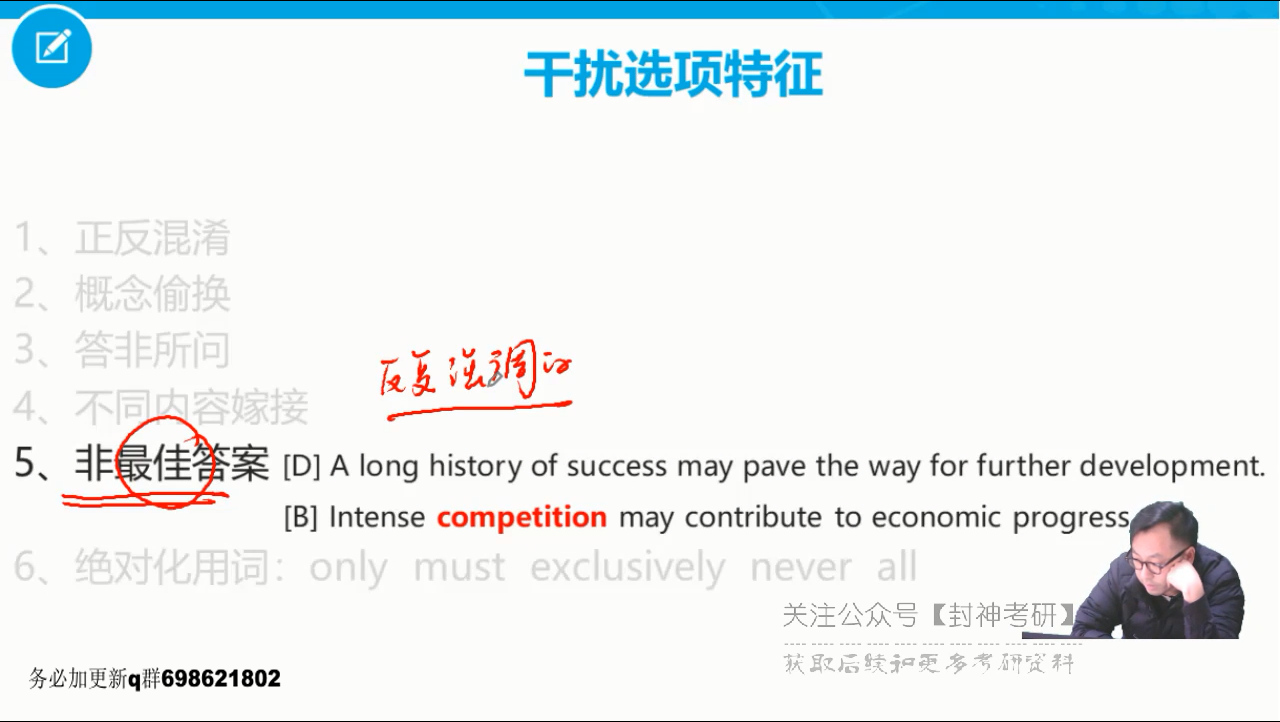 干扰选项特征
1、正反混淆
2、概念偷换
3、答非所问
反复强调的
4、不同内容嫁接
5、非最佳答案 [D] A long history of success may pave the way for further development.
[B] Intense competition may contribute to economic progress
6、绝对化用词：only must exclusively never all
关注公众号【封神考研】
获取后续和更多考研资料
务必加更新q群698621802